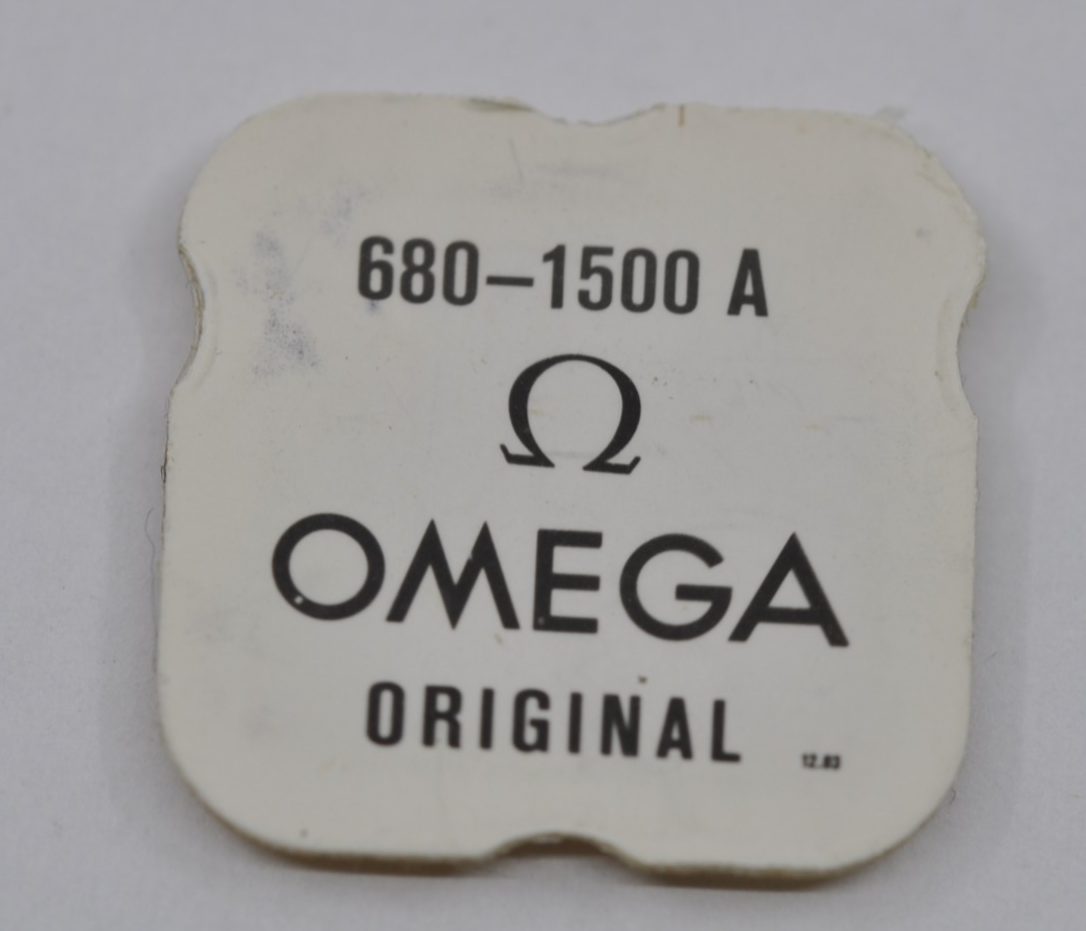 680–1500 A
Ω
OMEGA
ORIGINAL
12.83